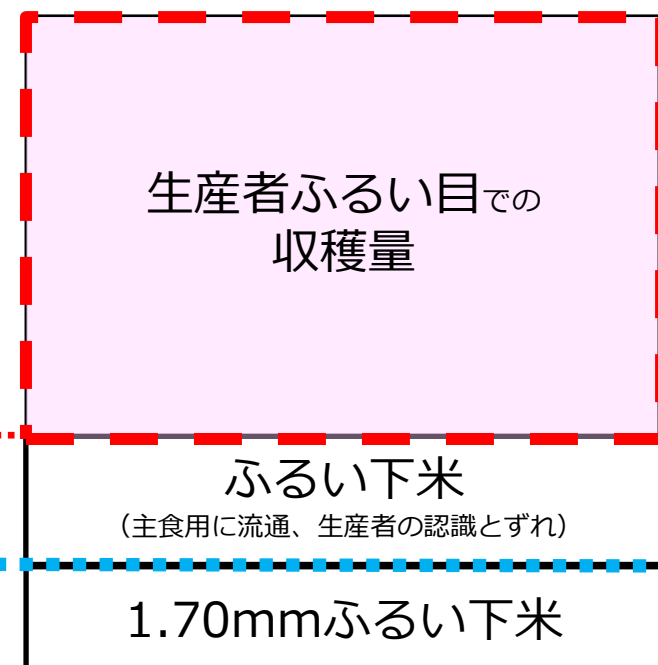 生産者ふるい目での
収穫量
ふるい下米
（主食用に流通、生産者の認識とずれ）
1.70mmふるい下米